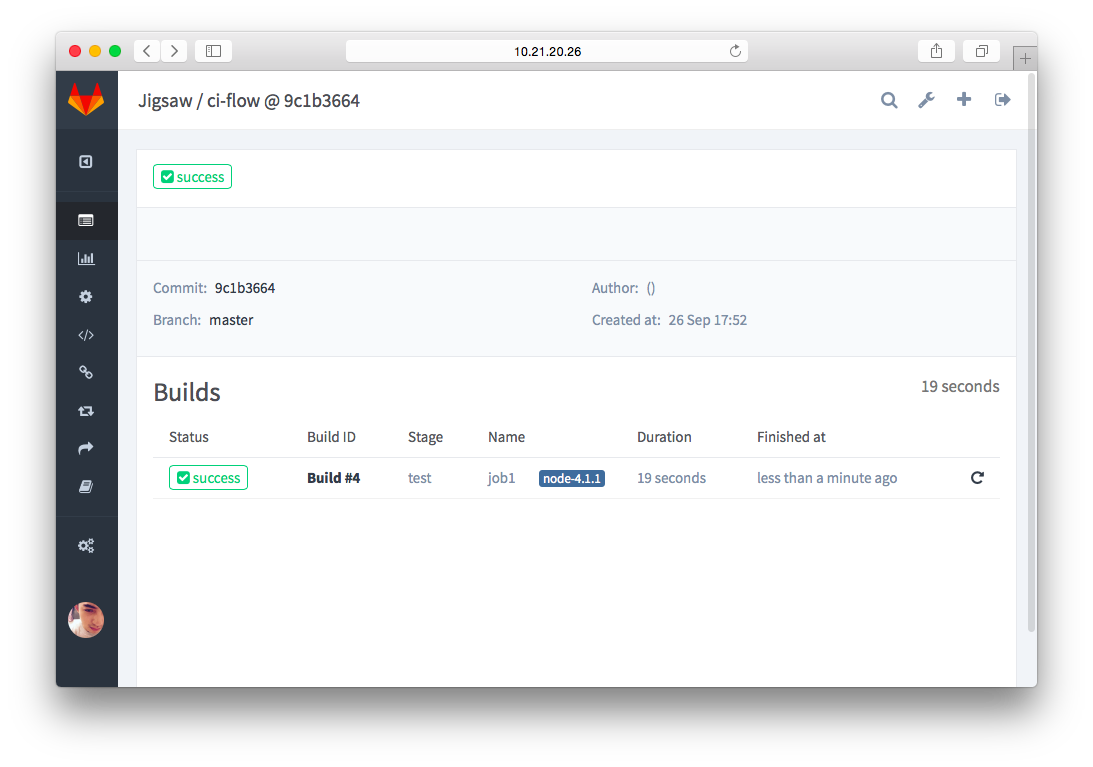 10.21.20.26
Jigsaw / ci-flow @ 9c1b3664
success
Commit: 9c1b3664 Author: ()
Branch: master Created at: 26 Sep 17:52
Builds 19 seconds
Status Build ID Stage Name Duration Finished at
success Build #4 test job1 node-4.1.1 19 seconds less than a minute ago